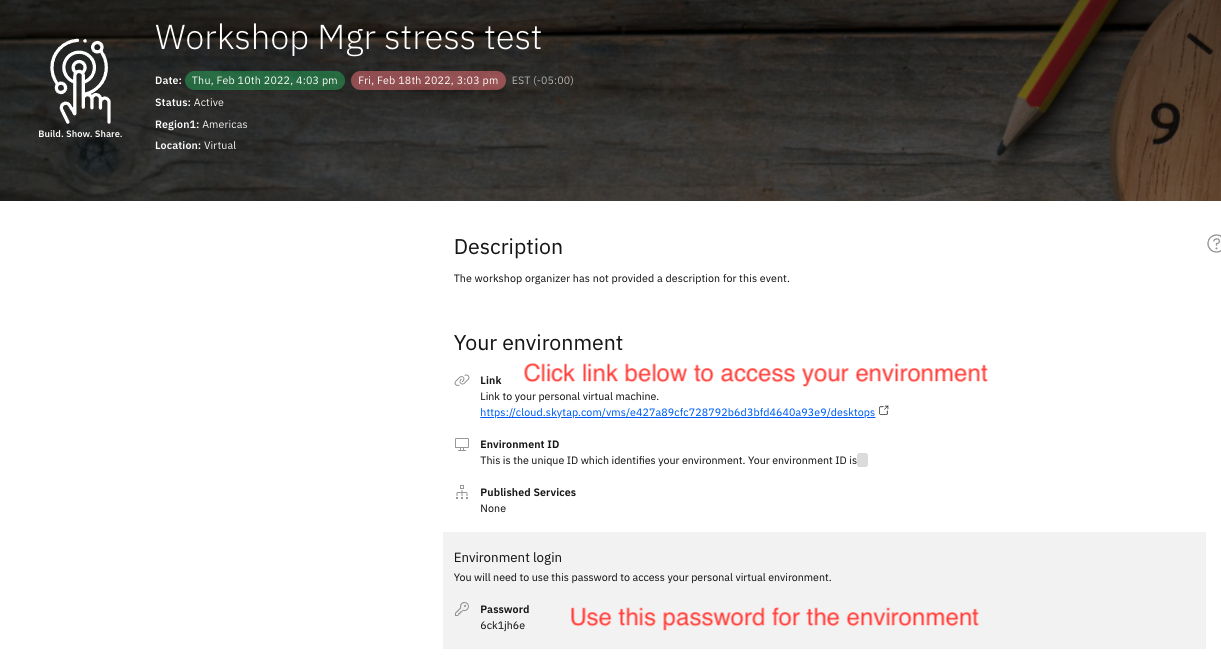 Workshop Mgr stress test
Date: Thu, Feb 10th 2022, 4:03 pm Fri, Feb 18th 2022, 3:03 pm EST (-05:00)
Status: Active
Region1: Americas
Location: Virtual
Build. Show. Share.
9
Description
The workshop organizer has not provided a description for this event.
Your environment
Click link below to access your environment
Link
Link to your personal virtual machine.
https://cloud.skytap.com/vms/e427a89cfc728792b6d3bfd4640a93e9/desktops
Environment ID
This is the unique ID which identifies your environment. Your environment ID is
Published Services
None
Environment login
You will need to use this password to access your personal virtual environment.
Password
6ck1jh6e
Use this password for the environment